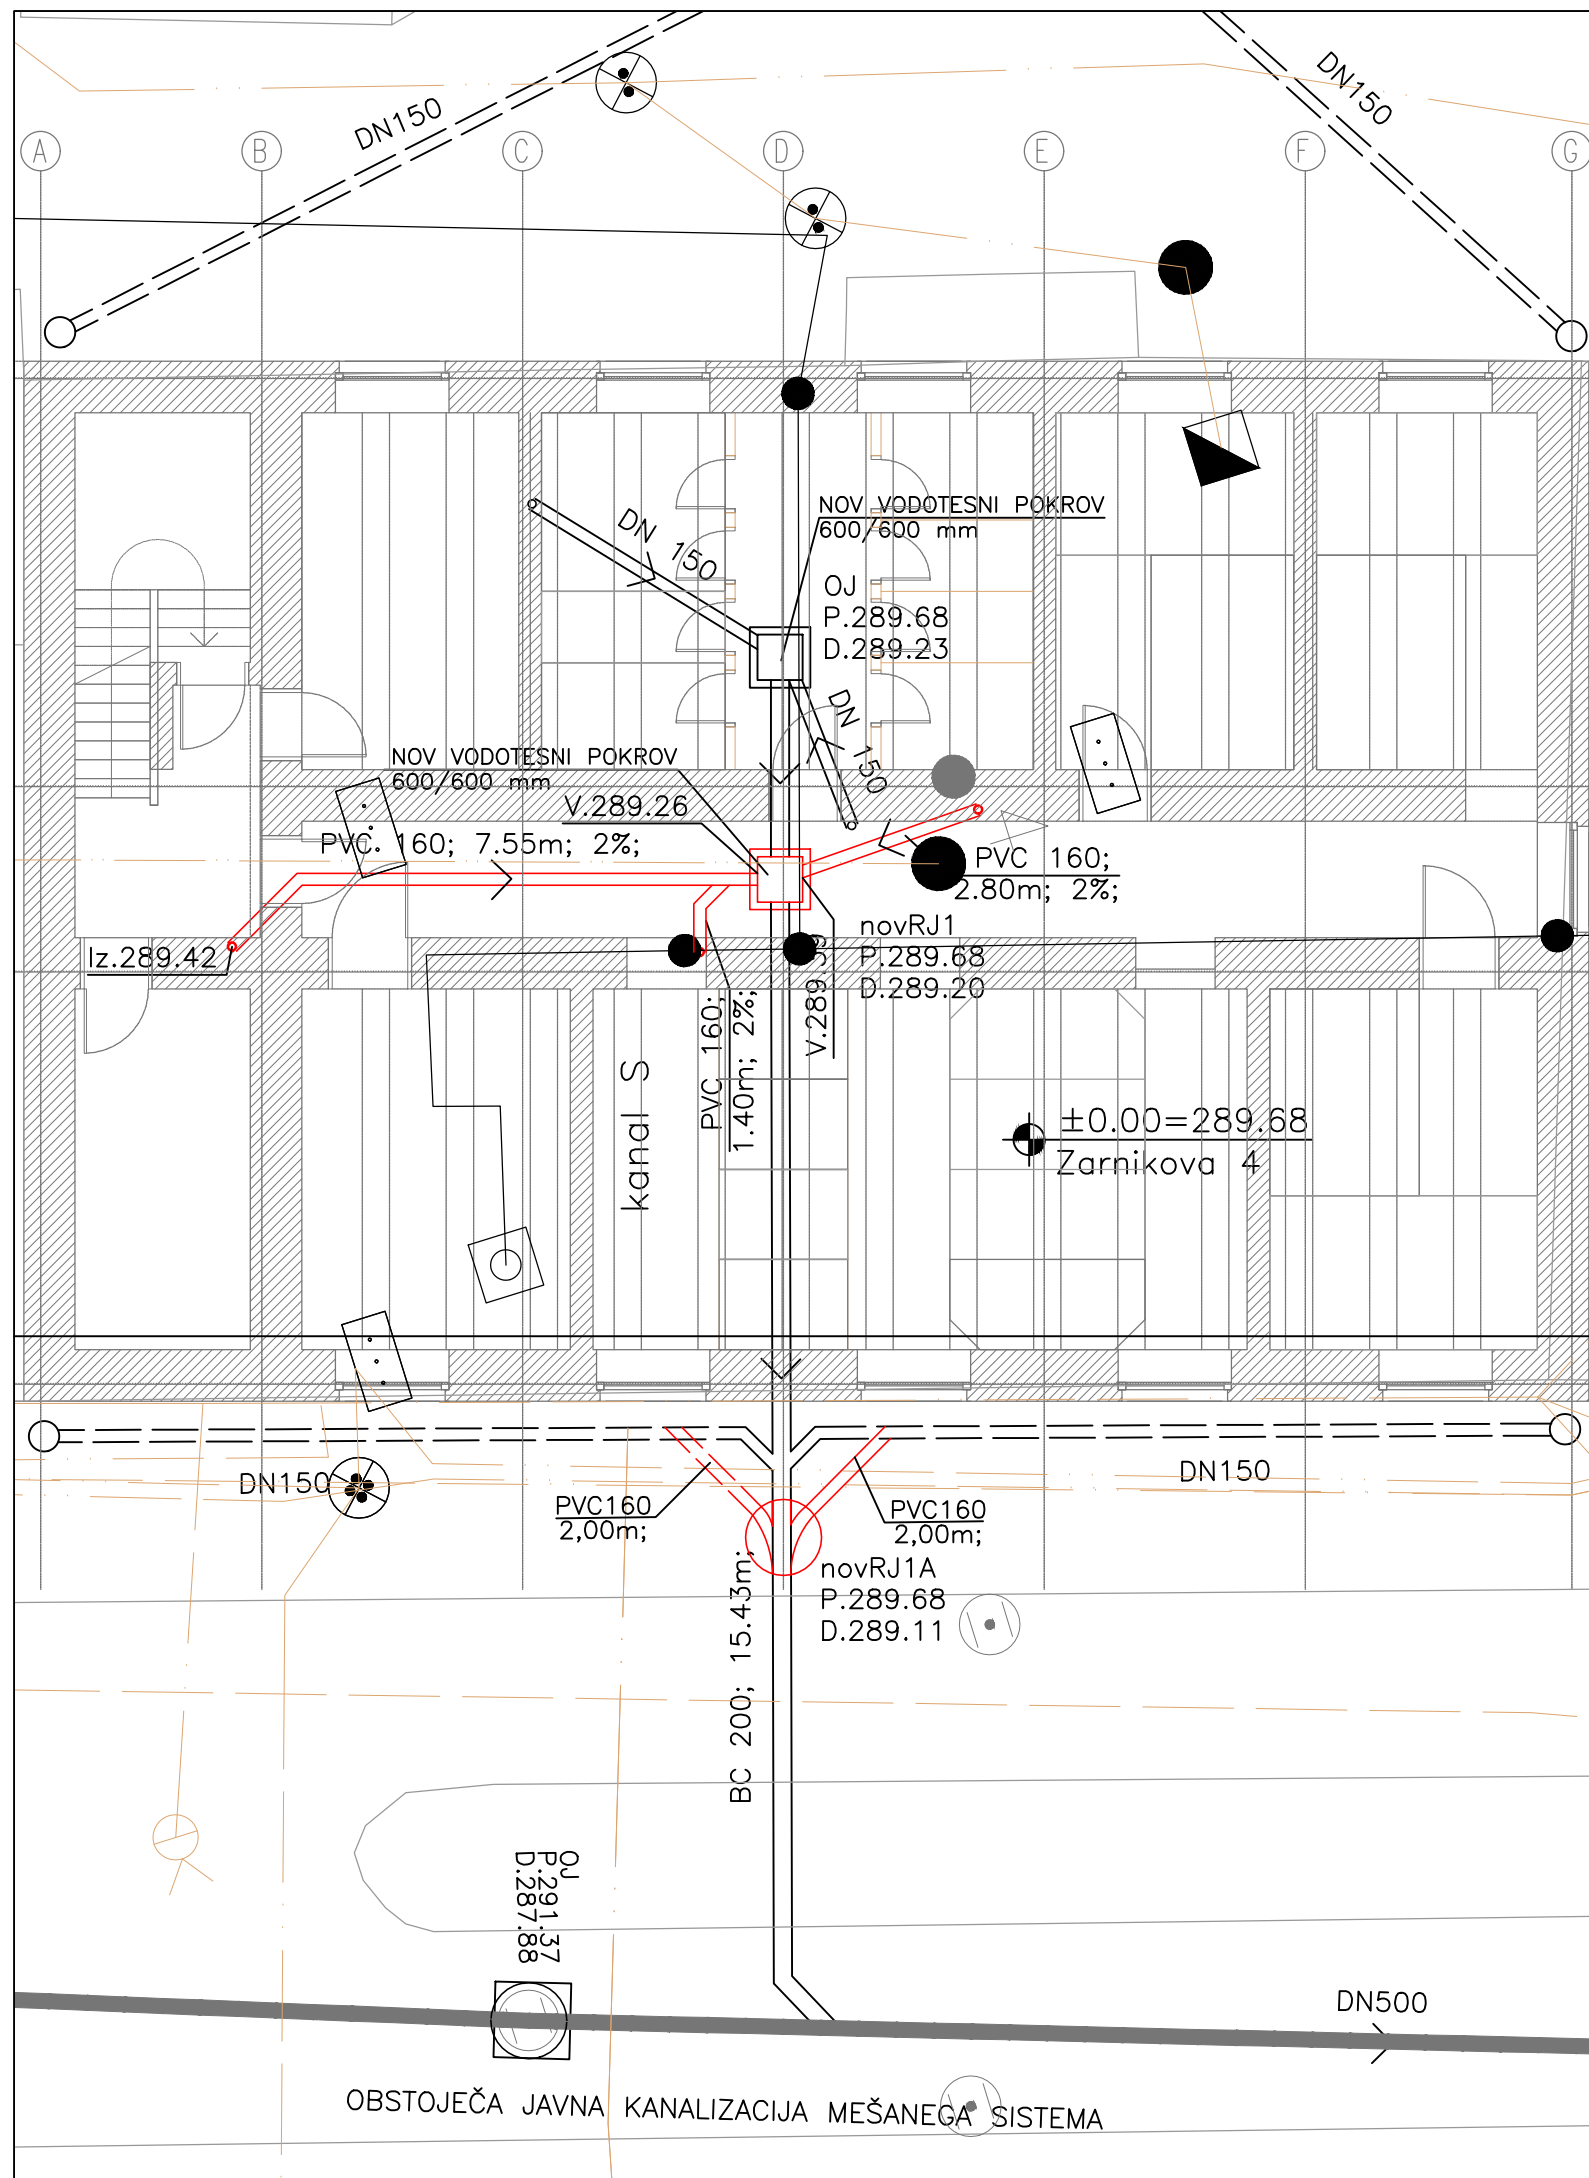 DN150
DN150
A
B
C
D
E
F
G
DN 150
NOV VODOTESNI POKROV
600/600 mm
OJ
P.289.68
D.289.23
DN 150
NOV VODOTESNI POKROV
600/600 mm
V.289.26
PVC 160; 7.55m; 2%;
PVC 160;
2.80m; 2%;
novRJ1
P.289.68
D.289.20
Iz.289.42
V.289.39
PVC 160;
1.40m; 2%;
kanal S
±0.00=289.68
Zarnikova 4
DN150
DN150
PVC160
2,00m;
PVC160
2,00m;
novRJ1A
P.289.68
D.289.11
BC 200; 15.43m;
OJ
P.291.37
D.287.88
DN500
OBSTOJEČA JAVNA KANALIZACIJA MEŠANEGA SISTEMA